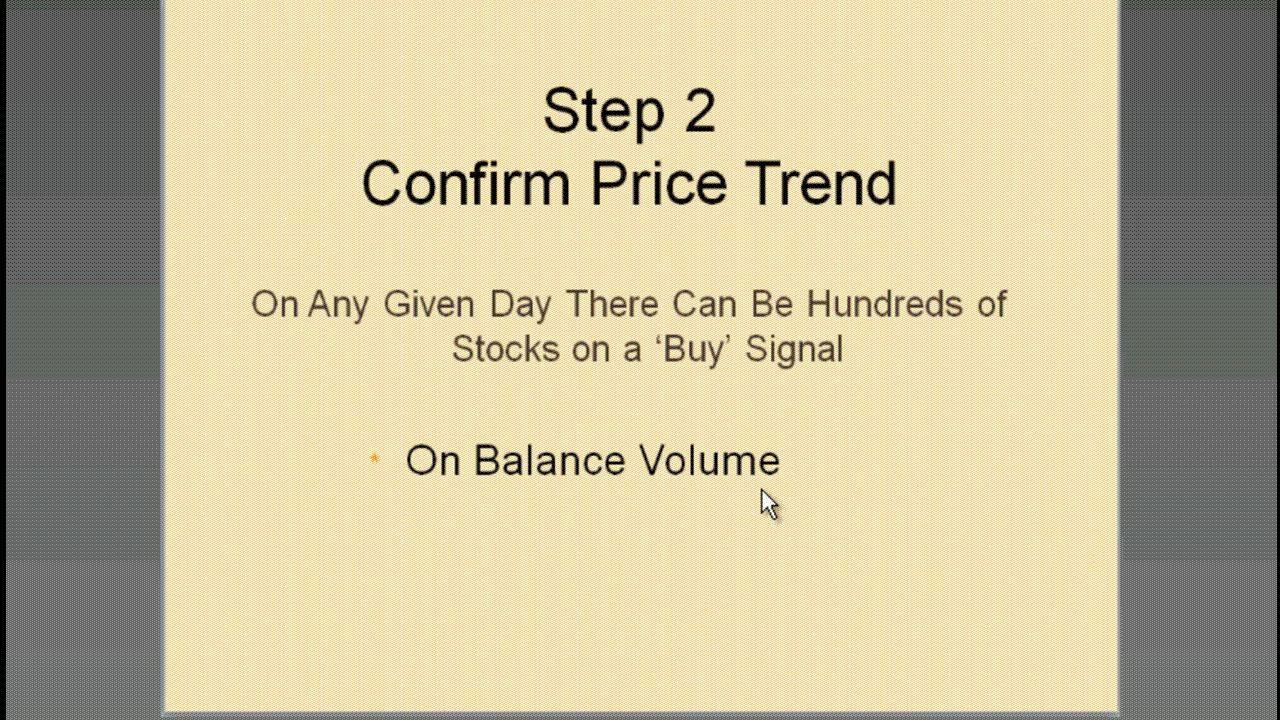 Step 2
Confirm Price Trend
On Any Given Day There Can Be Hundreds of
Stocks on a ‘Buy’ Signal
* On Balance Volume